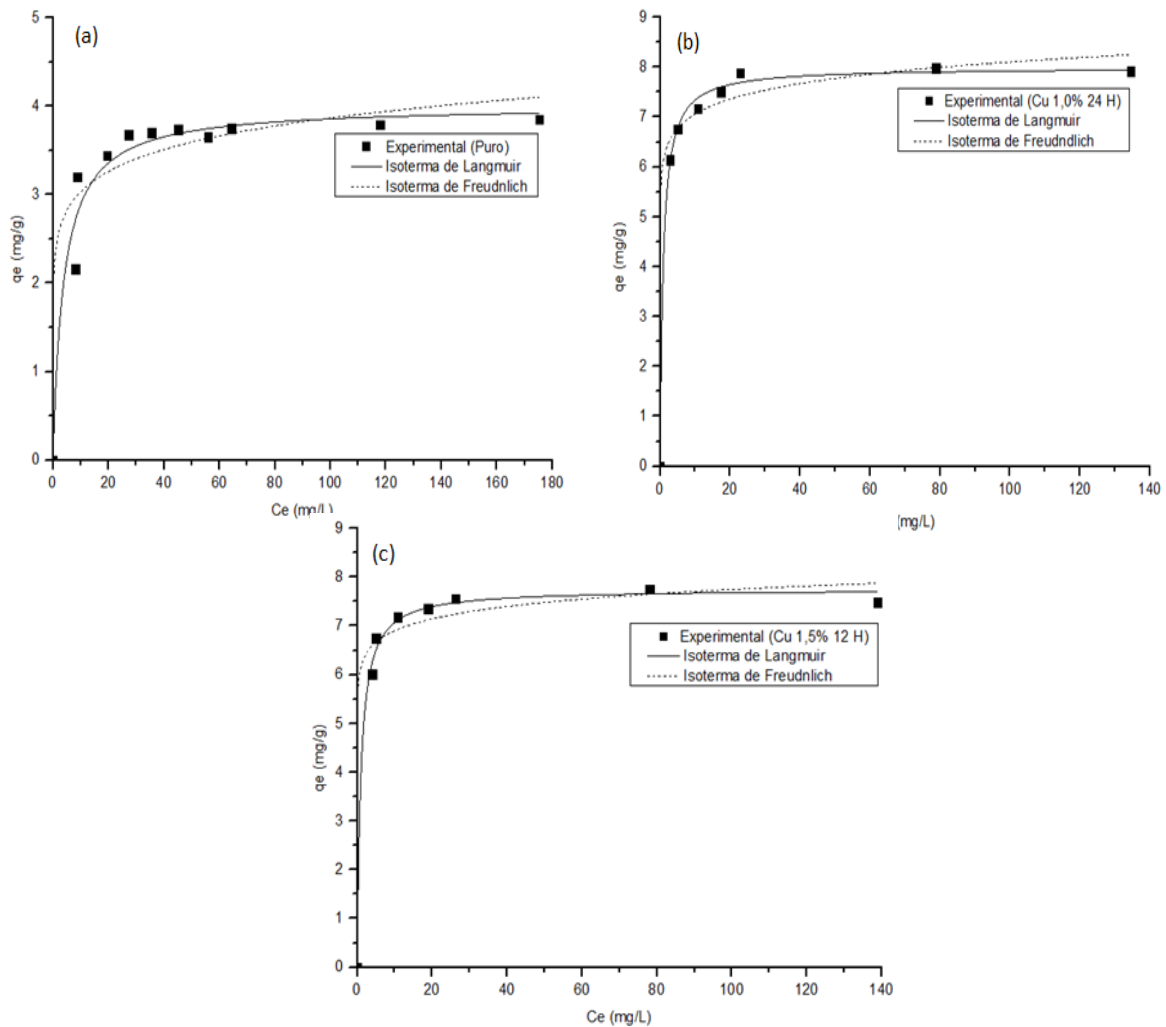 (a)
5
4
3
2
1
0
qe (mg/g)
Experimental (Puro)
Isoterma de Langmuir
Isoterma de Freudnlich
0 20 40 60 80 100 120 140 160 180
Ce (mg/L)
(b)
9
8
7
6
5
4
3
2
1
0
qe (mg/g)
Experimental (Cu 1,0% 24 H)
Isoterma de Langmuir
Isoterma de Freudndlich
0 20 40 60 80 100 120 140
(mg/L)
(c)
9
8
7
6
5
4
3
2
1
0
qe (mg/g)
Experimental (Cu 1,5% 12 H)
Isoterma de Langmuir
Isoterma de Freudnlich
0 20 40 60 80 100 120 140
Ce (mg/L)